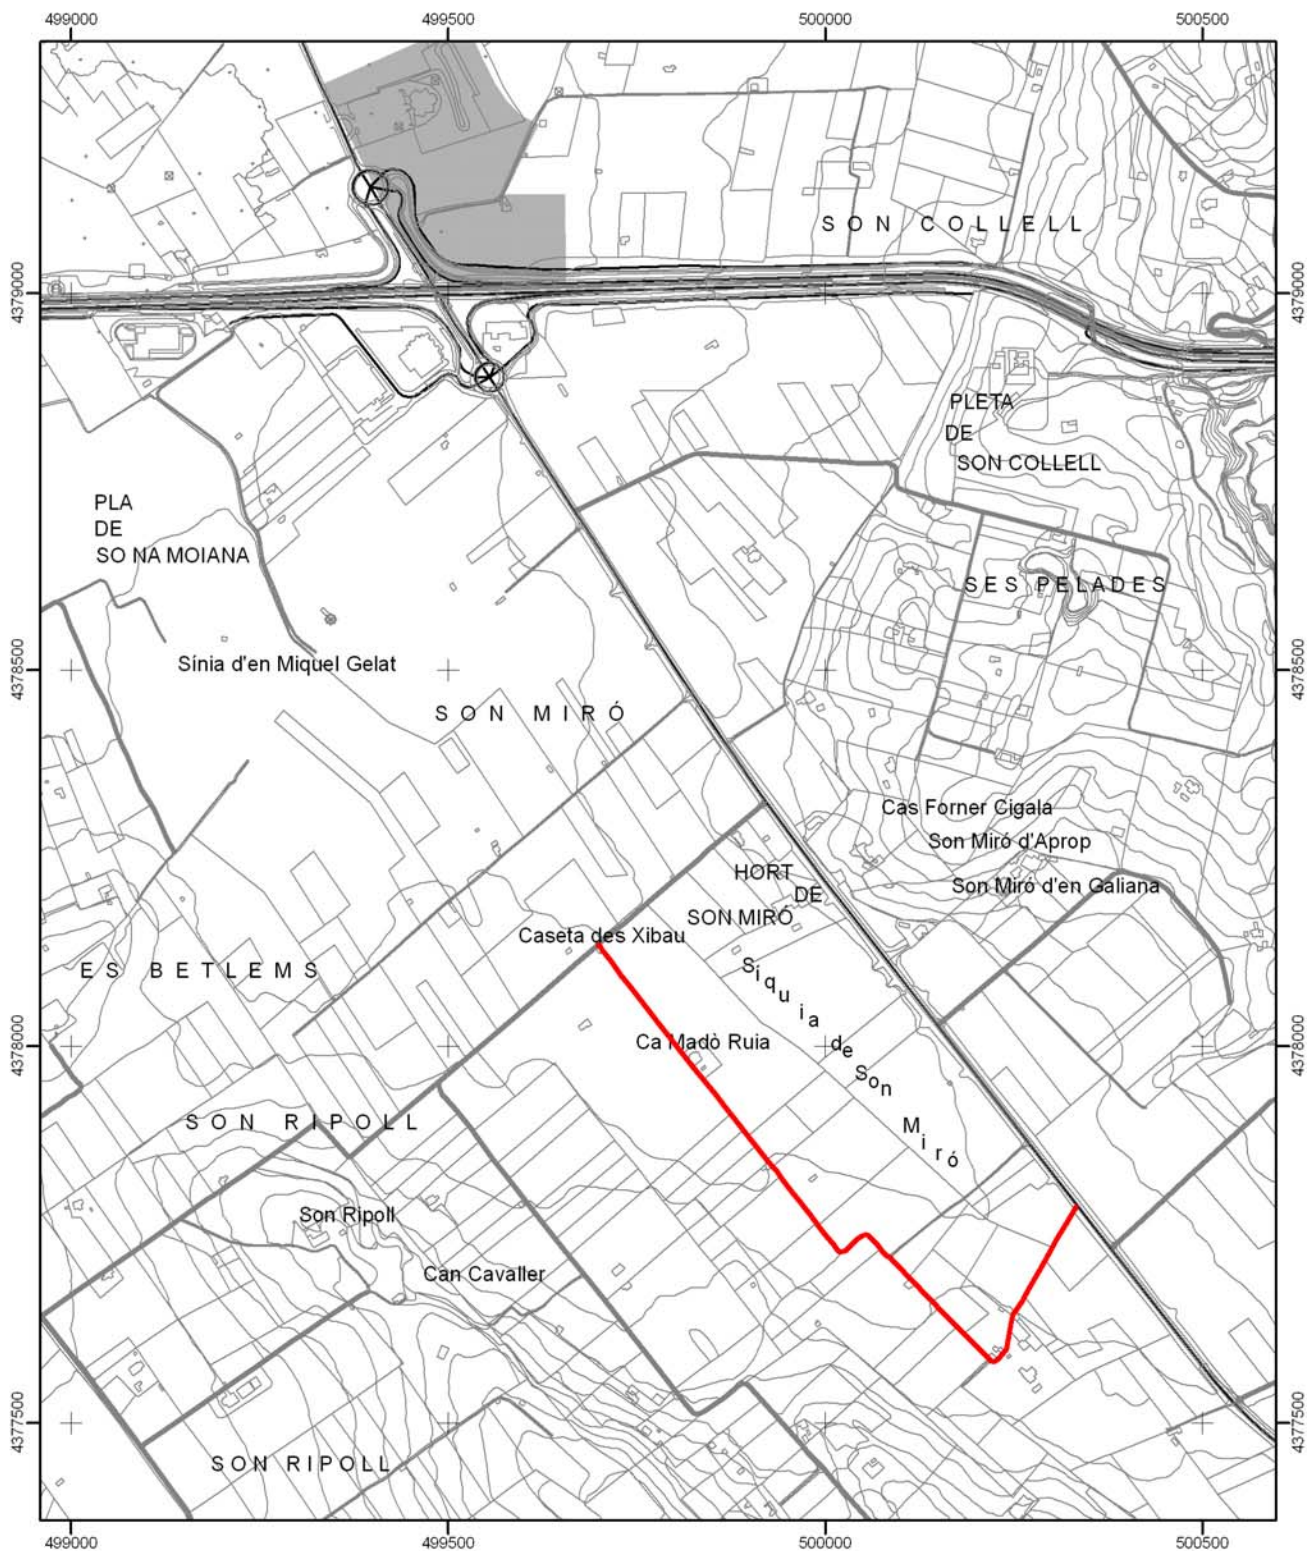 499000 499500 500000 500500
SON COLLELL
4379000 4379000
PLETA
DE
SON COLLELL
PLA
DE
SO NA MOIANA
SES PELADES
Sínia d'en Miquel Gelat
4378500 4378500
SON MIRÓ
Cas Forner Cigala
Son Miró d'Aprop
HORT
DE
SON MIRÓ
Son Miró d'en Galiana
Caseta des Xibau
ES BETLEMS
Siquia de Son Miró
Ca Madò Ruia
4378000 4378000
SON RIPOLL
Son Ripoll
Can Cavaller
4377500 4377500
SON RIPOLL
499000 499500 500000 500500